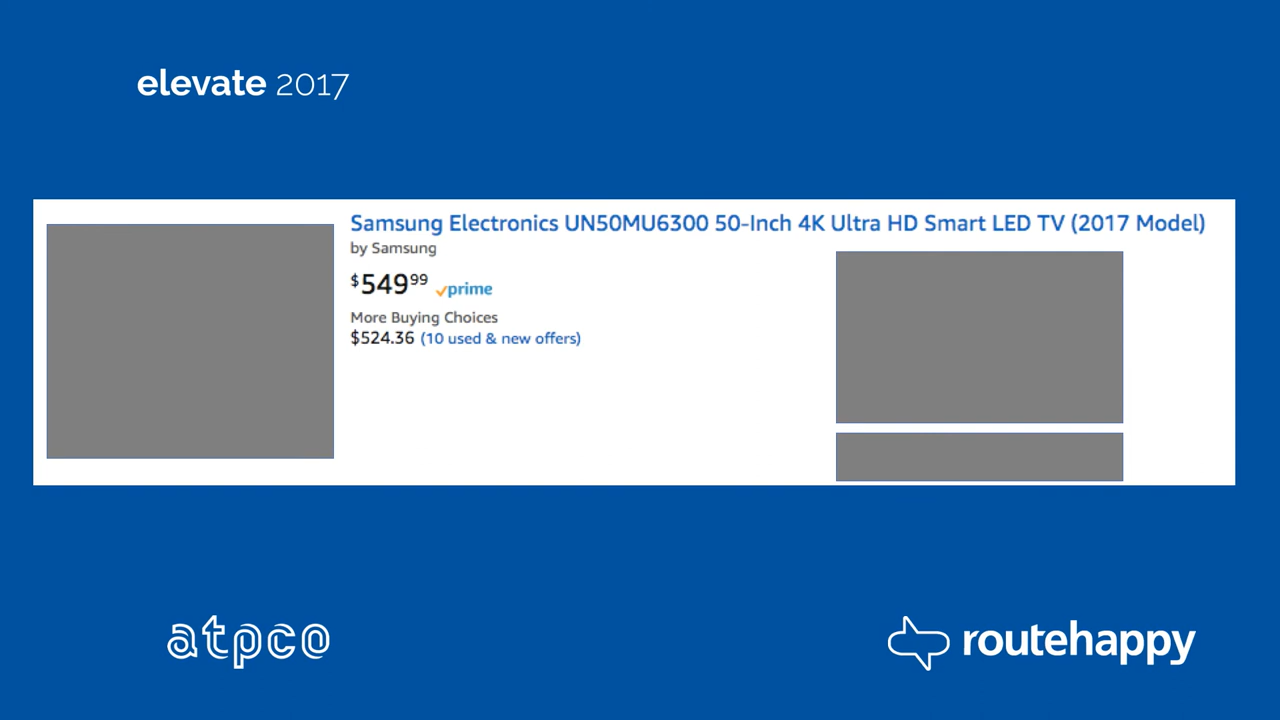 elevate 2017
Samsung Electronics UN50MU6300 50-Inch 4K Ultra HD Smart LED TV (2017 Model)
by Samsung
$549.99 prime
More Buying Choices
$524.36 (10 used & new offers)
atpco
routehappy